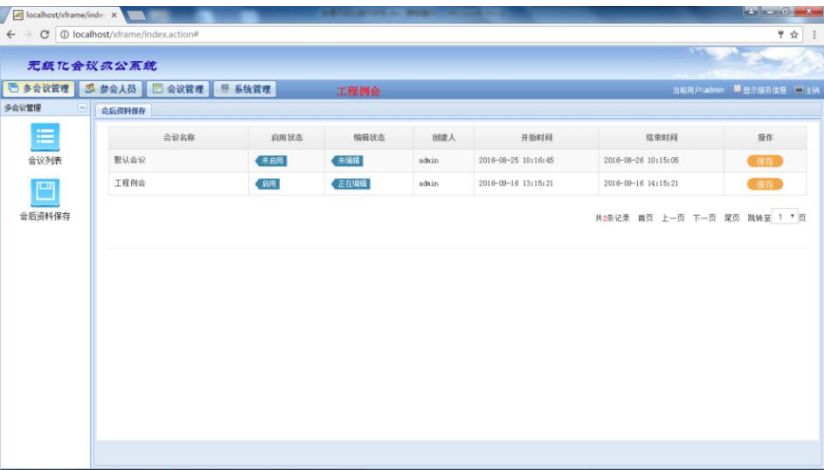 localhost/xframe/index
localhost/xframe/index.action#
无纸化会议办公系统
多会议管理 参会人员 会议管理 系统管理 工程例会 当前用户:admin 显示服务信息 注销
多会议管理 会后资料保存
会议列表
会后资料保存
会议名称 启用状态 编辑状态 创建人 开始时间 结束时间 操作
默认会议 未启用 未编辑 admin 2016-08-25 10:16:45 2016-08-26 10:15:05 保存
工程例会 启用 正在编辑 admin 2016-09-16 13:15:21 2016-09-16 14:15:21 保存
共2条记录 首页 上一页 下一页 尾页 跳转至 1 页